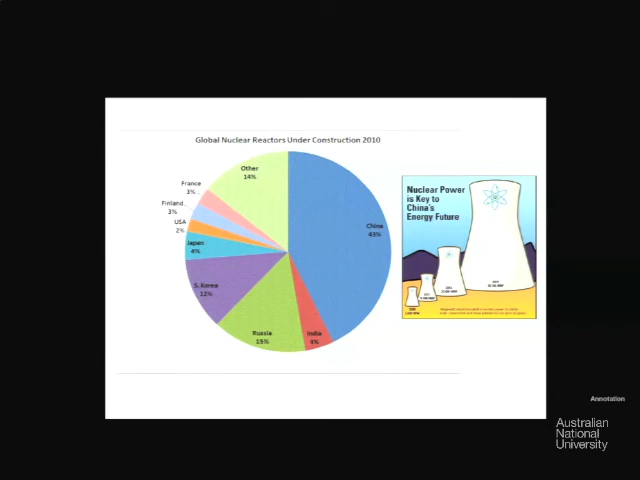 Global Nuclear Reactors Under Construction 2010
Other
14%
France
3%
Finland
3%
USA
2%
Japan
4%
S. Korea
12%
Russia
15%
India
China
43%
Nuclear Power
is Key to
China's
Energy Future
Annotation
Australian
National
University